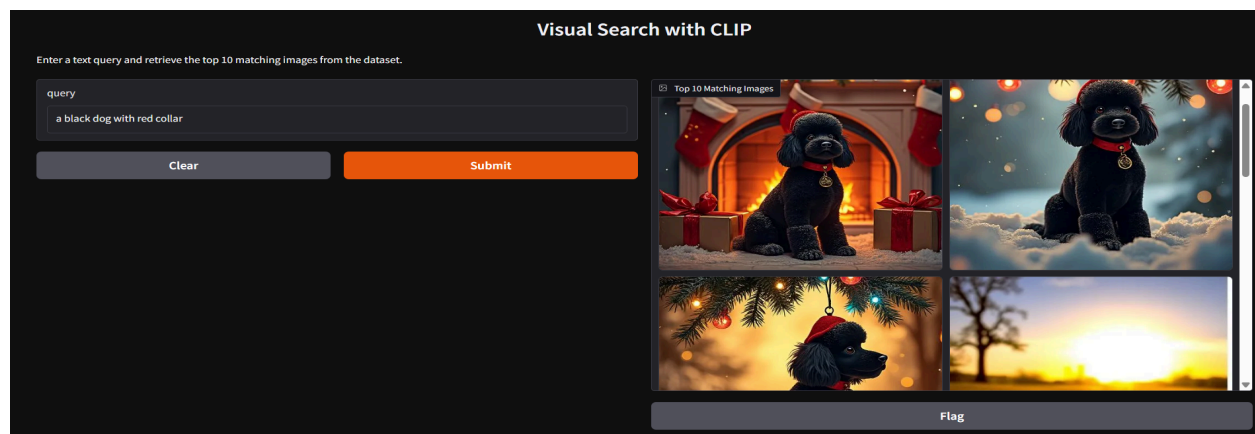 Visual Search with CLIP
Enter a text query and retrieve the top 10 matching images from the dataset.
query
a black dog with red collar
Clear
Submit
Top 10 Matching Images
Flag